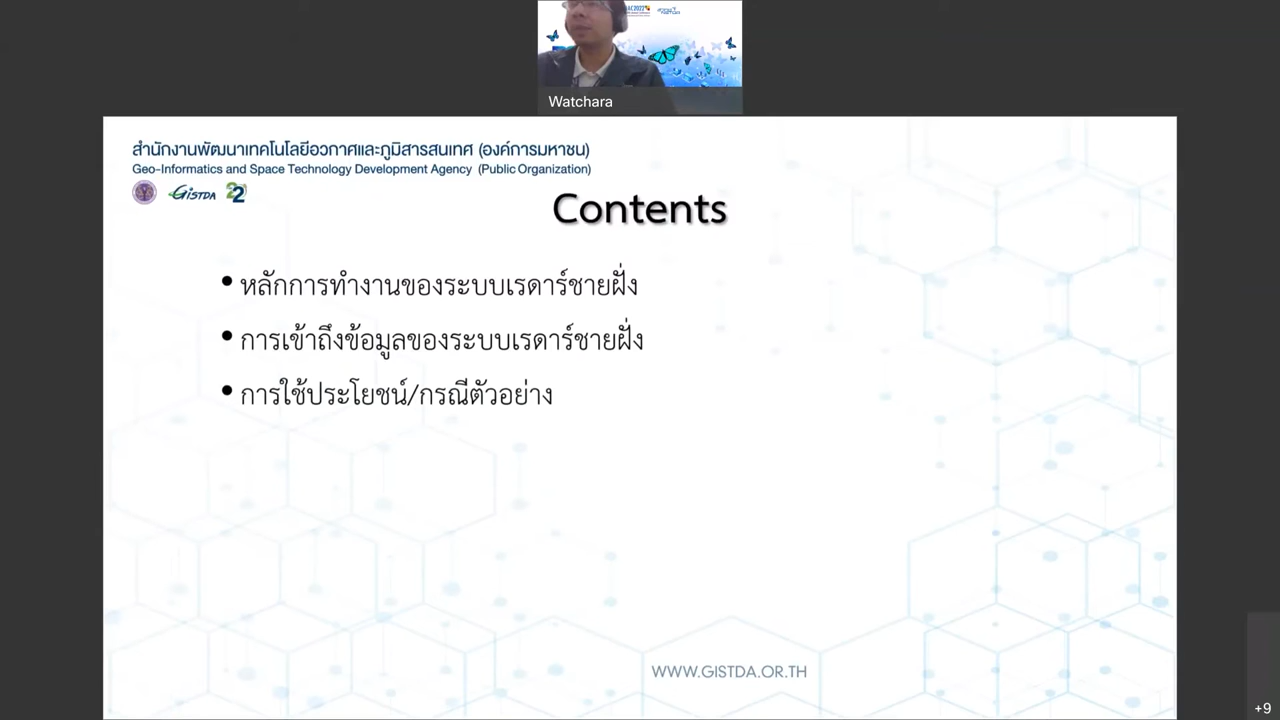 Watchara
สำนักงานพัฒนาเทคโนโลยีอวกาศและภูมิสารสนเทศ (องค์การมหาชน)
Geo-Informatics and Space Technology Development Agency (Public Organization)
GISTDA 22
Contents
• หลักการทำงานของระบบเรดาร์ชายฝั่ง
• การเข้าถึงข้อมูลของระบบเรดาร์ชายฝั่ง
• การใช้ประโยชน์/กรณีตัวอย่าง
WWW.GISTDA.OR.TH
+9